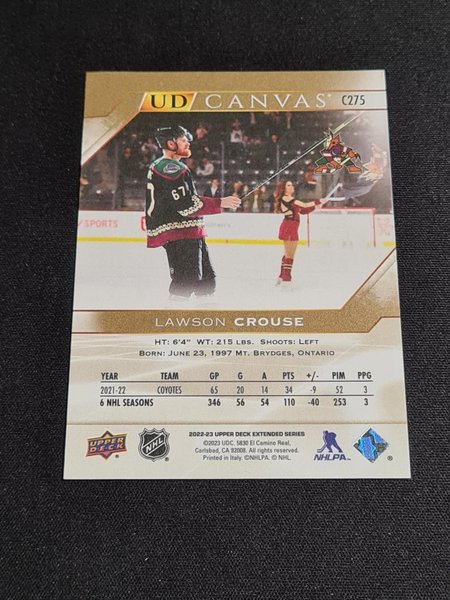 UD CANVAS® C275
67
SPORTS
LAWSON CROUSE
HT: 6'4" WT: 215 LBS. SHOOTS: LEFT
BORN: JUNE 23, 1997 MT. BRYDGES, ONTARIO
YEAR TEAM GP G A PTS +/- PIM PPG
2021-22 COYOTES 65 20 14 34 -9 52 3
6 NHL SEASONS 346 56 54 110 -40 253 3
2022-23 UPPER DECK EXTENDED SERIES
©2023 UDC. 5830 El Camino Real,
Carlsbad, CA 92008. All rights reserved.
Printed in Italy. ©NHLPA. © NHL.
UPPER DECK
NHL
NHLPA